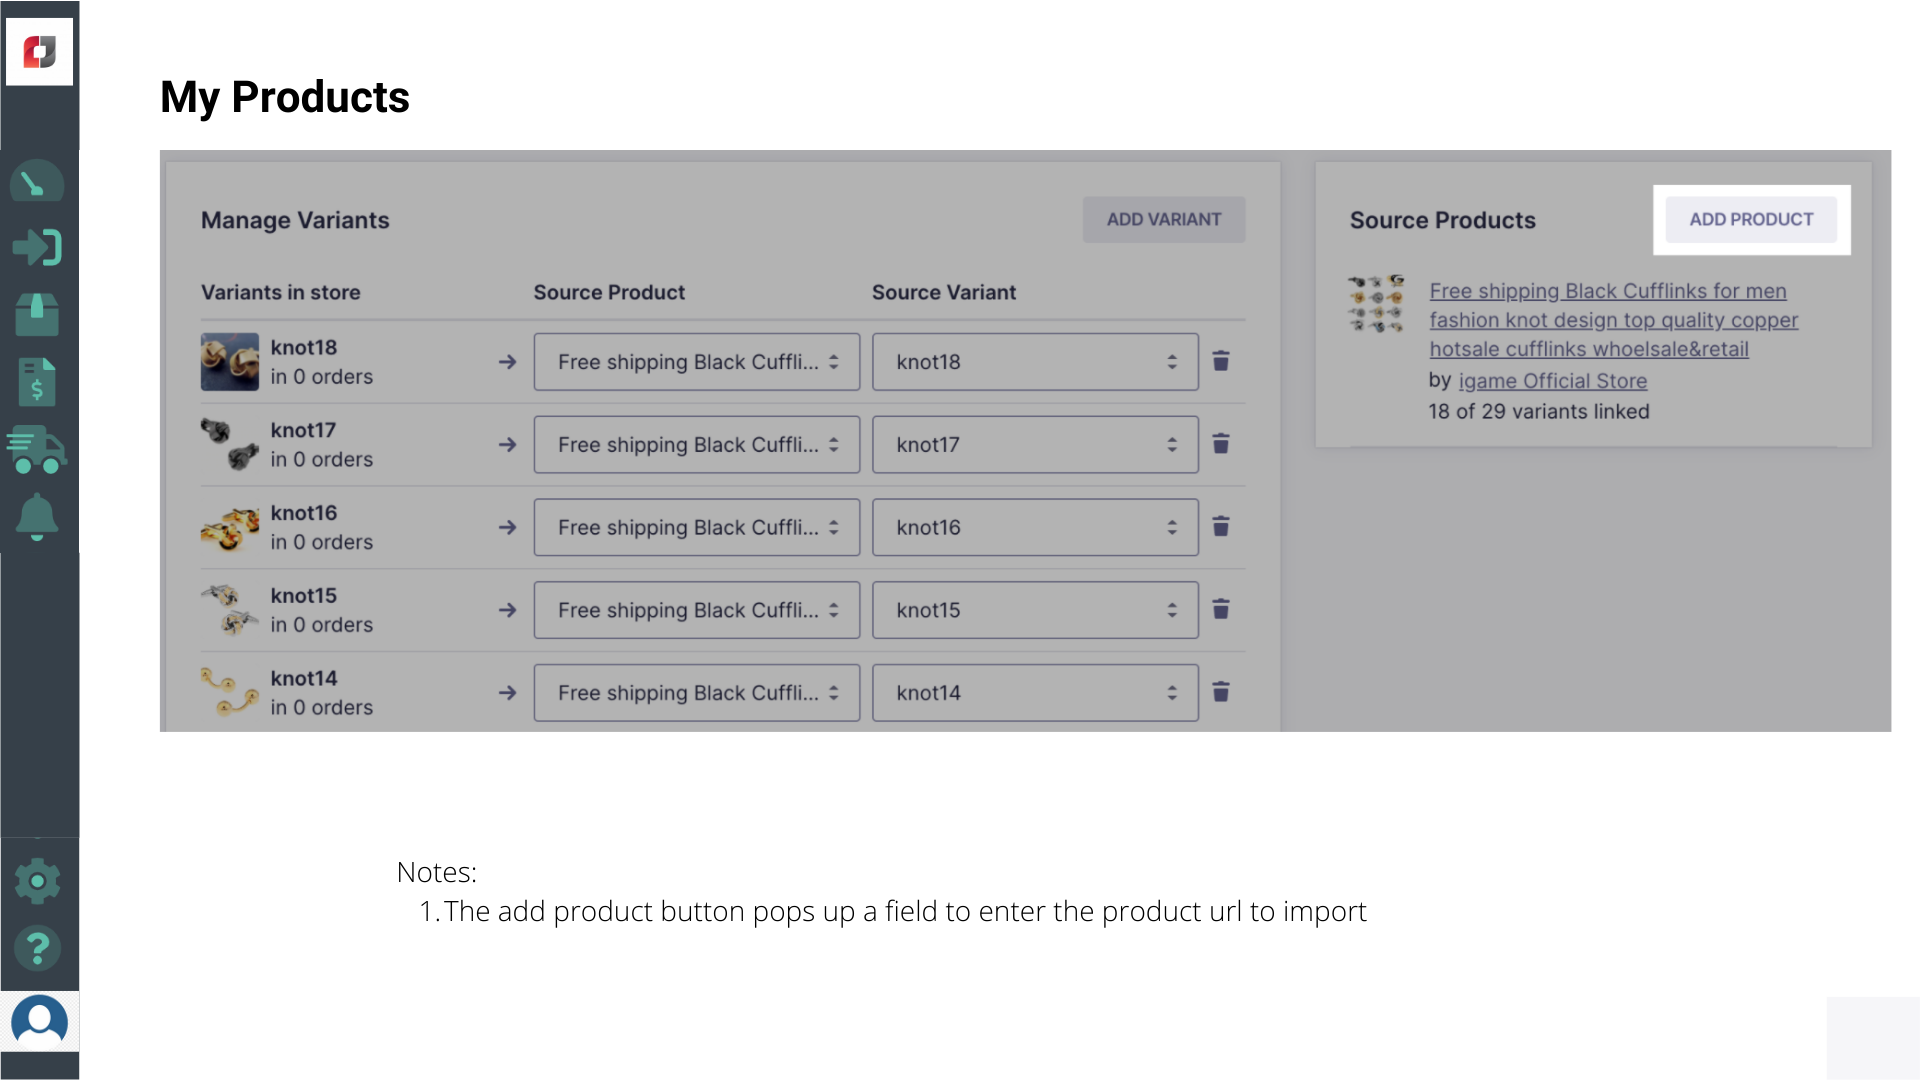 My Products
Manage Variants
ADD VARIANT
Variants in store
Source Product
Source Variant
knot18
in 0 orders
Free shipping Black Cuffli...
knot18
knot17
in 0 orders
Free shipping Black Cuffli...
knot17
knot16
in 0 orders
Free shipping Black Cuffli...
knot16
knot15
in 0 orders
Free shipping Black Cuffli...
knot15
knot14
in 0 orders
Free shipping Black Cuffli...
knot14
Source Products
ADD PRODUCT
Free shipping Black Cufflinks for men
fashion knot design top quality copper
hotsale cufflinks whoelsale&retail
by igame Official Store
18 of 29 variants linked
Notes:
1. The add product button pops up a field to enter the product url to import